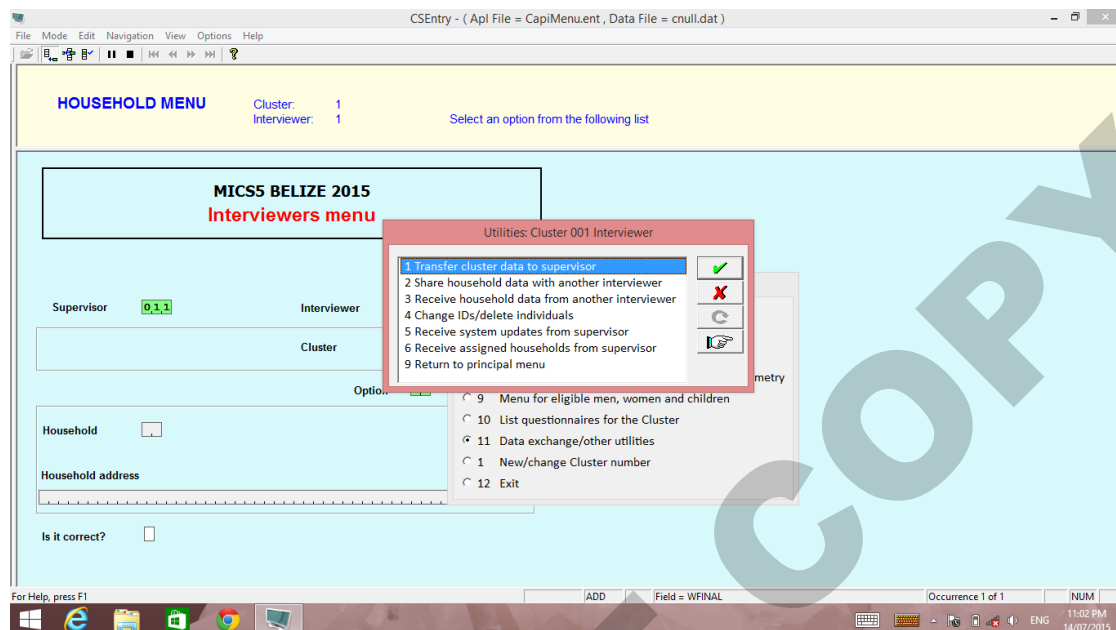 CSEntry - ( Apl File = CapiMenu.ent , Data File = cnull.dat )
File Mode Edit Navigation View Options Help
HOUSEHOLD MENU
Cluster: 1
Interviewer: 1
Select an option from the following list
MICS5 BELIZE 2015
Interviewers menu
Utilities: Cluster 001 Interviewer
1 Transfer cluster data to supervisor
2 Share household data with another interviewer
3 Receive household data from another interviewer
4 Change IDs/delete individuals
5 Receive system updates from supervisor
6 Receive assigned households from supervisor
9 Return to principal menu
Supervisor 0 1 1
Interviewer
Cluster
metry
Option
9 Menu for eligible men, women and children
10 List questionnaires for the Cluster
11 Data exchange/other utilities
1 New/change Cluster number
12 Exit
Household
Household address
Is it correct?
For Help, press F1
ADD
Field = WFINAL
Occurrence 1 of 1
NUM
ENG
11:02 PM
14/07/2015
COPY